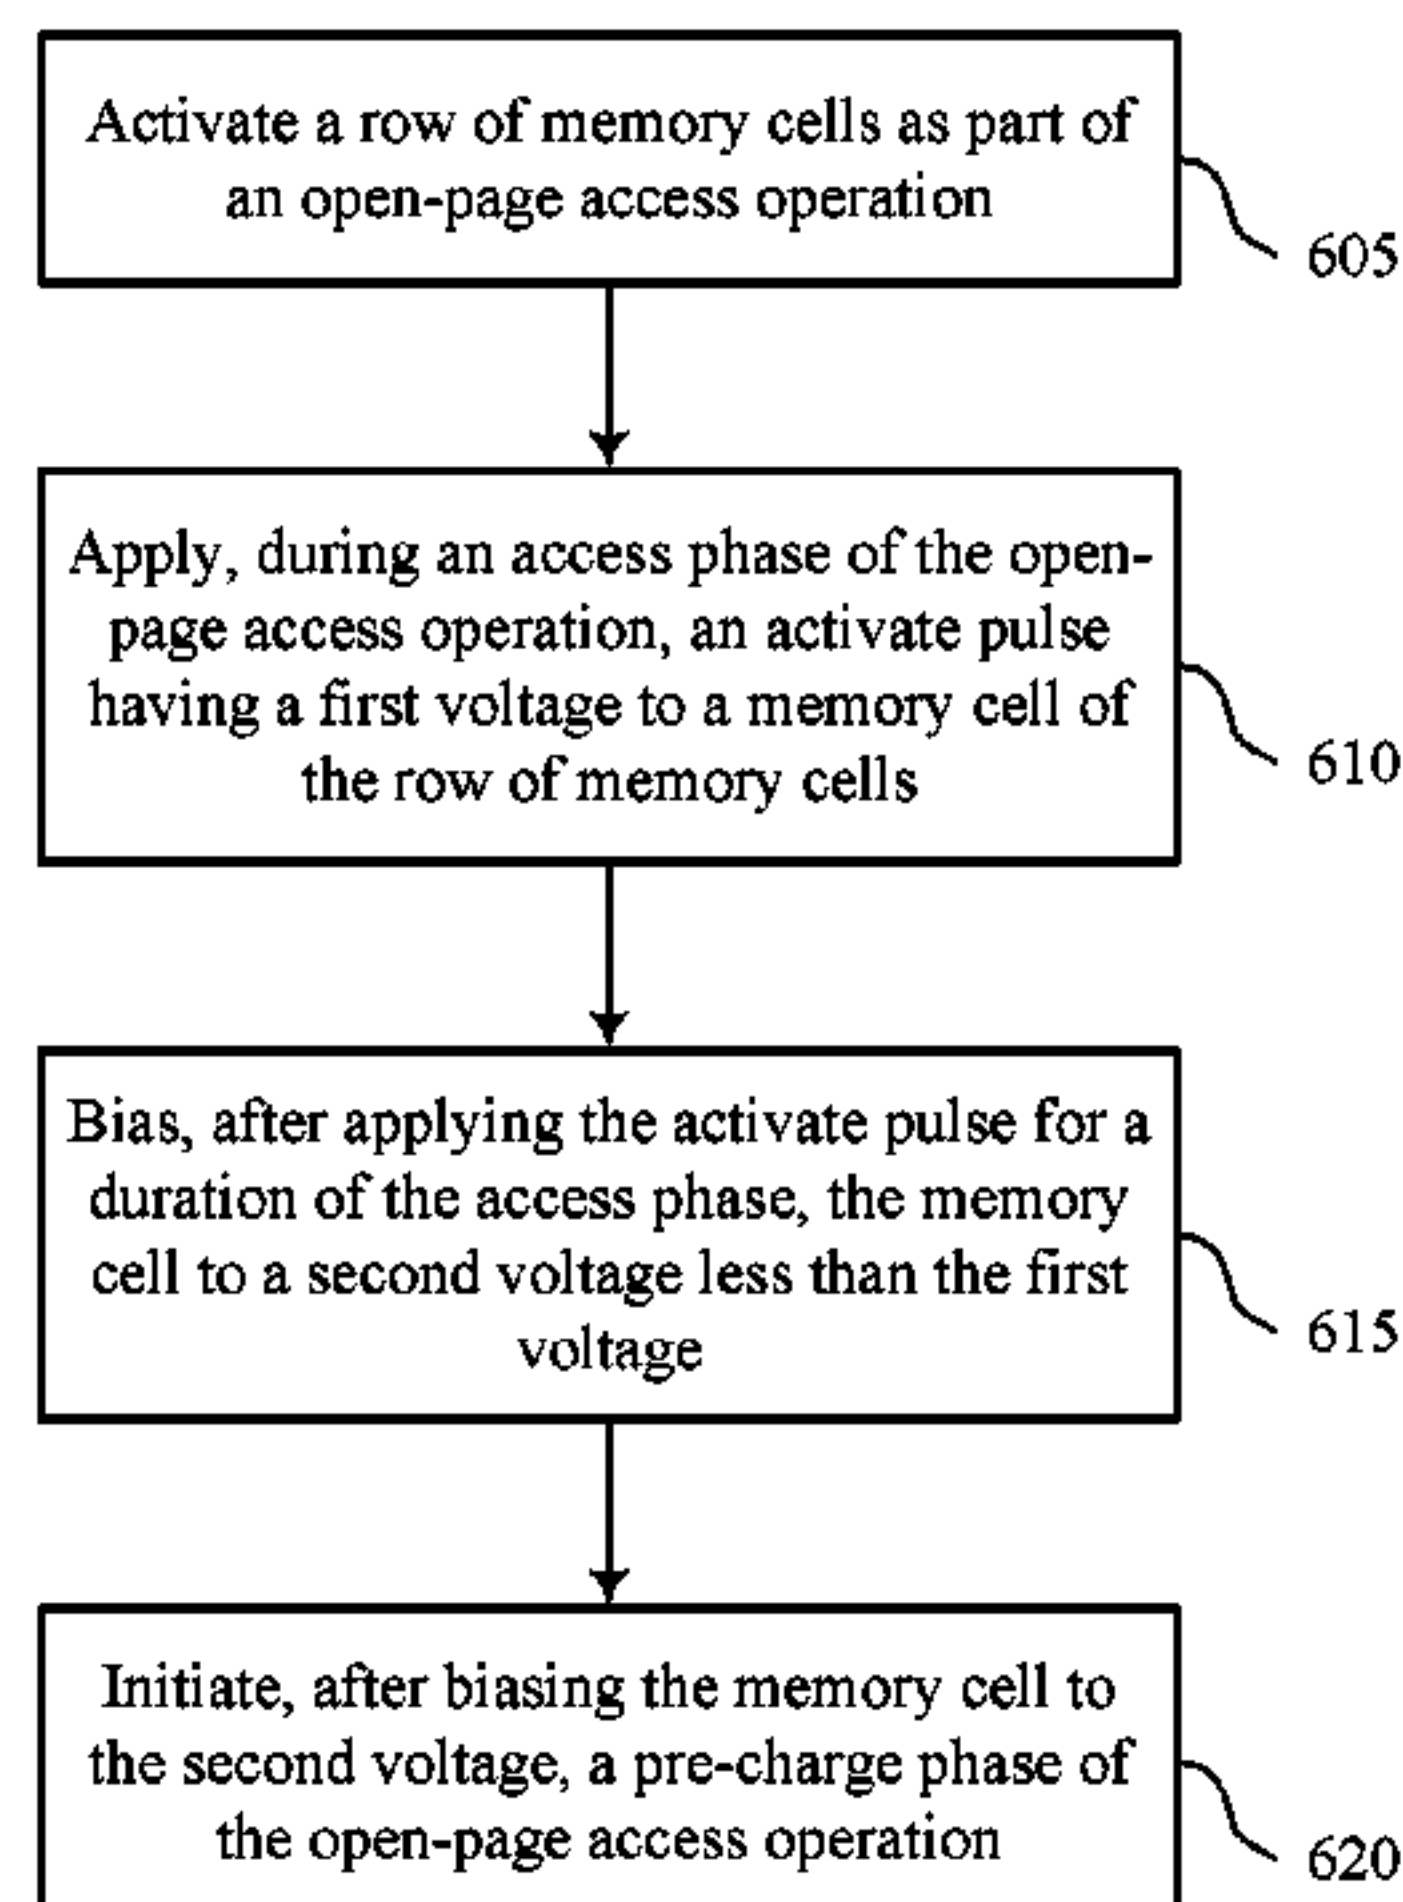 Activate a row of memory cells as part of
an open-page access operation
605
Apply, during an access phase of the open-
page access operation, an activate pulse
having a first voltage to a memory cell of
the row of memory cells
610
Bias, after applying the activate pulse for a
duration of the access phase, the memory
cell to a second voltage less than the first
voltage
615
Initiate, after biasing the memory cell to
the second voltage, a pre-charge phase of
the open-page access operation
620